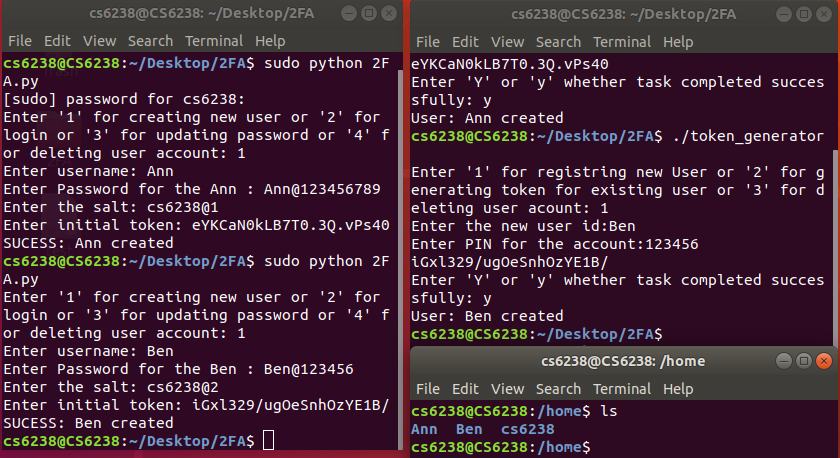 cs6238@CS6238: ~/Desktop/2FA
File Edit View Search Terminal Help
cs6238@CS6238:~/Desktop/2FA$ sudo python 2F
A.py
[sudo] password for cs6238:
Enter '1' for creating new user or '2' for
login or '3' for updating password or '4' f
or deleting user account: 1
Enter username: Ann
Enter Password for the Ann : Ann@123456789
Enter the salt: cs6238@1
Enter initial token: eYKCaN0kLB7T0.3Q.vPs40
SUCESS: Ann created
cs6238@CS6238:~/Desktop/2FA$ sudo python 2F
A.py
Enter '1' for creating new user or '2' for
login or '3' for updating password or '4' f
or deleting user account: 1
Enter username: Ben
Enter Password for the Ben : Ben@123456
Enter the salt: cs6238@2
Enter initial token: iGxl329/ugOeSnhOzYE1B/
SUCESS: Ben created
cs6238@CS6238:~/Desktop/2FA$
cs6238@CS6238: ~/Desktop/2FA
File Edit View Search Terminal Help
eYKCaN0kLB7T0.3Q.vPs40
Enter 'Y' or 'y' whether task completed succes
sfully: y
User: Ann created
cs6238@CS6238:~/Desktop/2FA$ ./token_generator
Enter '1' for registring new User or '2' for g
enerating token for existing user or '3' for d
eleting user acount: 1
Enter the new user id:Ben
Enter PIN for the account:123456
iGxl329/ugOeSnhOzYE1B/
Enter 'Y' or 'y' whether task completed succes
sfully: y
User: Ben created
cs6238@CS6238:~/Desktop/2FA$
cs6238@CS6238: /home
File Edit View Search Terminal Help
cs6238@CS6238:/home$ ls
Ann Ben cs6238
cs6238@CS6238:/home$